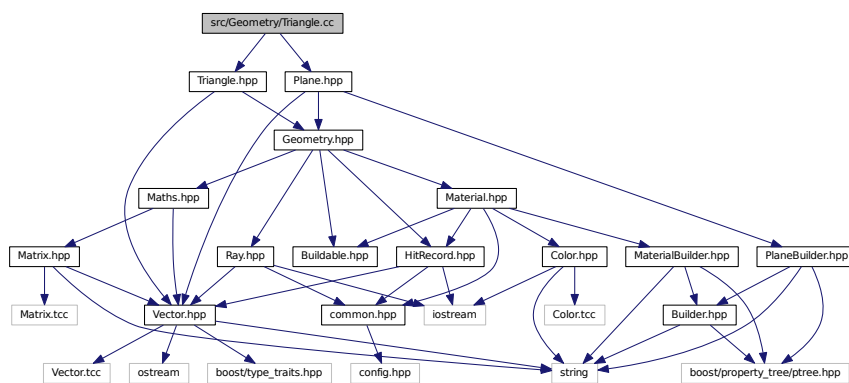 src/Geometry/Triangle.cc
Triangle.hpp
Plane.hpp
Geometry.hpp
Maths.hpp
Material.hpp
Matrix.hpp
Ray.hpp
Buildable.hpp
HitRecord.hpp
Color.hpp
MaterialBuilder.hpp
PlaneBuilder.hpp
Matrix.tcc
Vector.hpp
common.hpp
iostream
Color.tcc
Builder.hpp
Vector.tcc
ostream
boost/type_traits.hpp
config.hpp
string
boost/property_tree/ptree.hpp